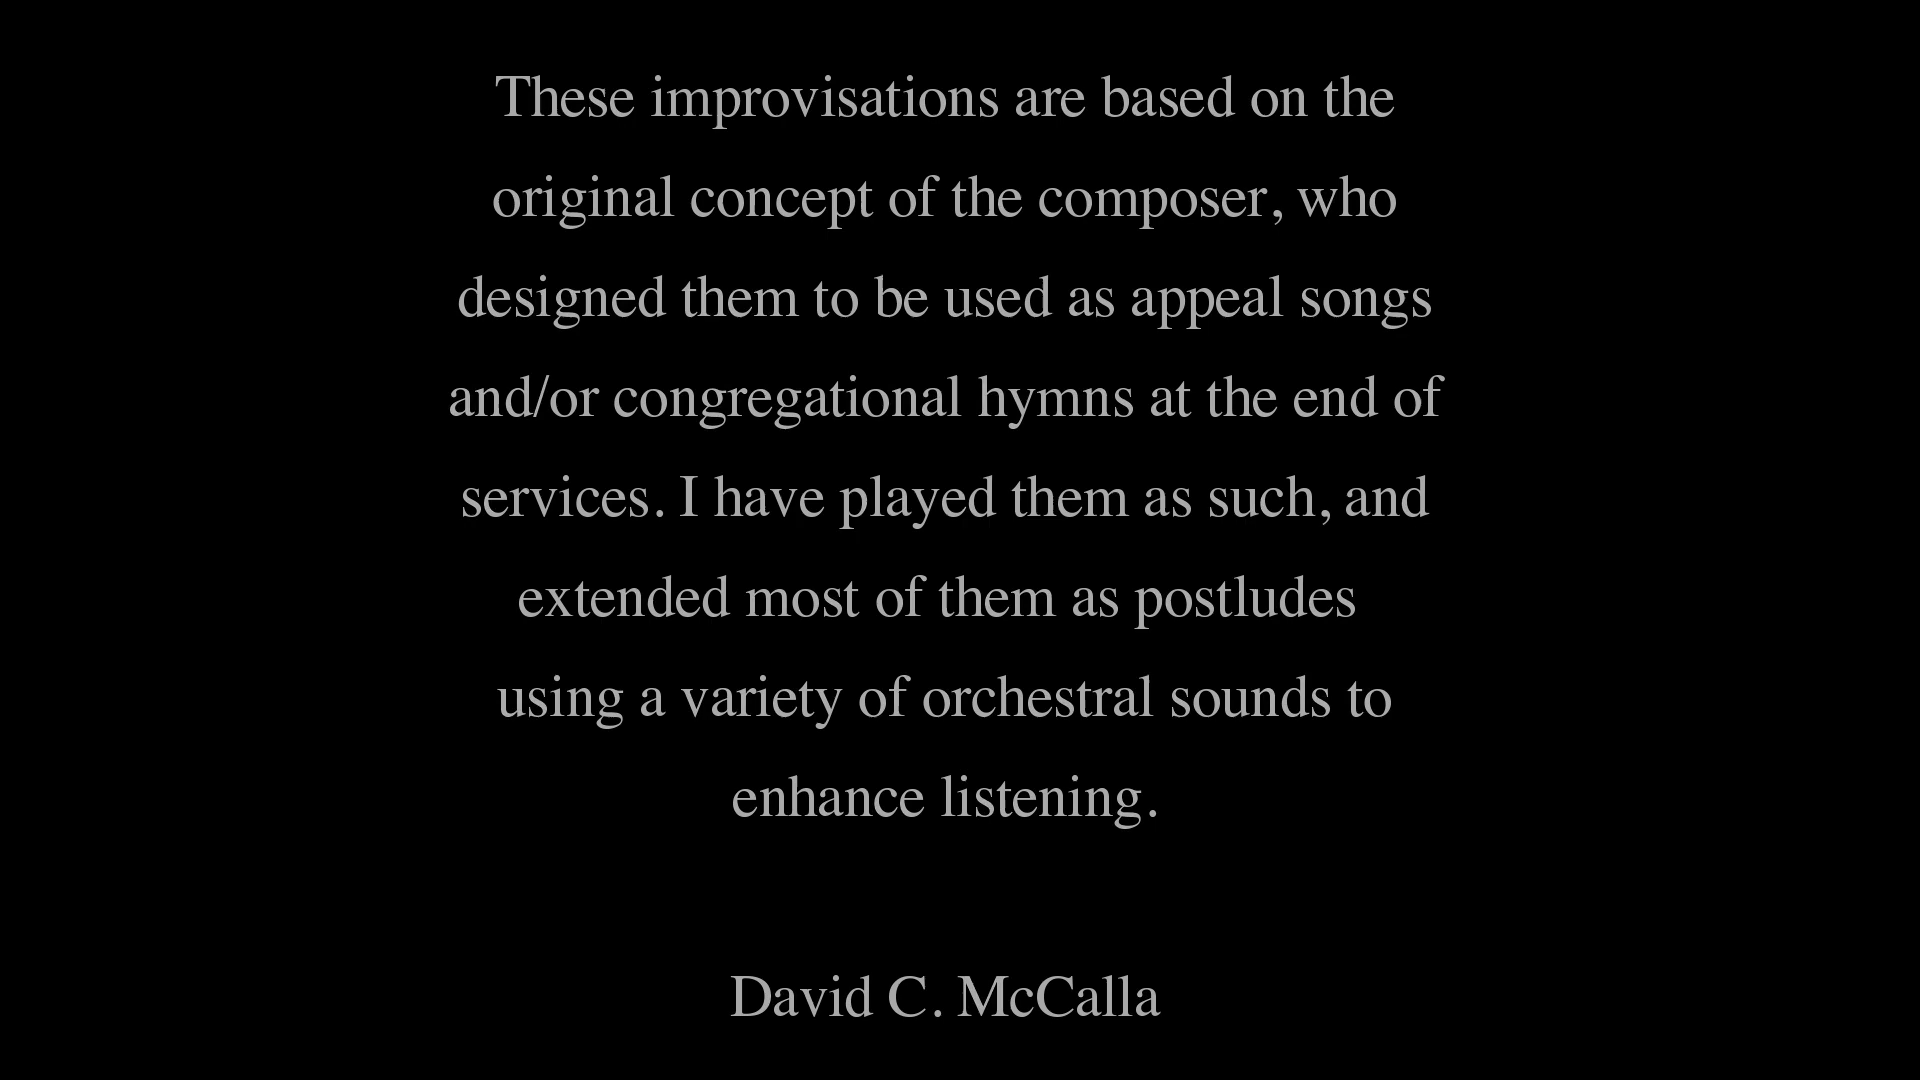 These improvisations are based on the
original concept of the composer, who
designed them to be used as appeal songs
and/or congregational hymns at the end of
services. I have played them as such, and
extended most of them as postludes
using a variety of orchestral sounds to
enhance listening.
David C. McCalla